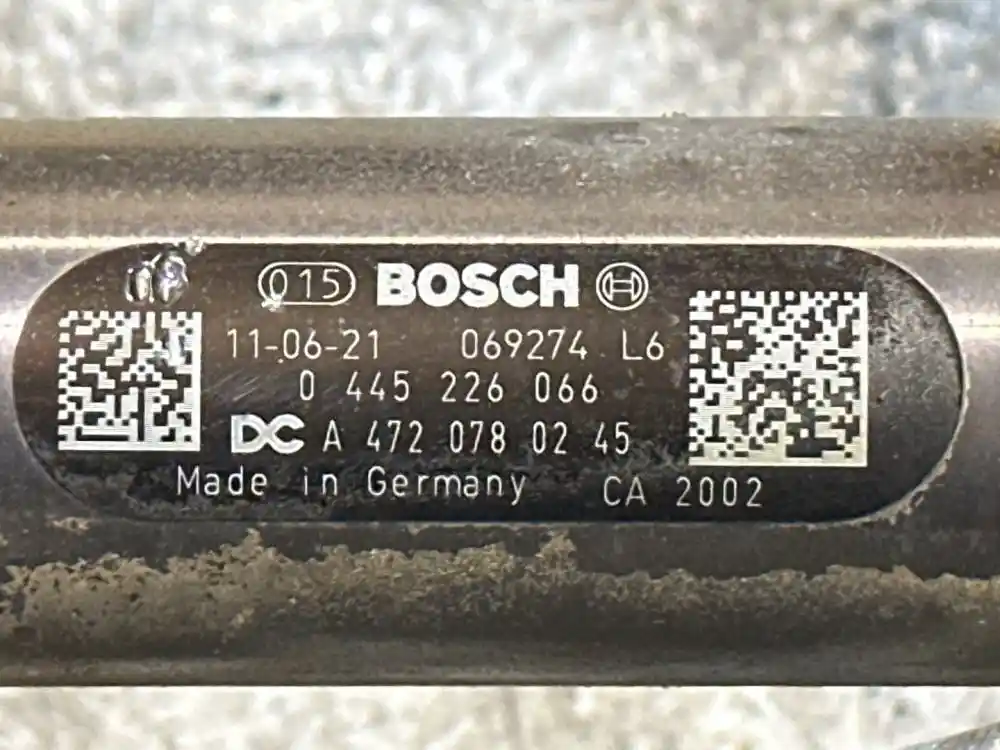 015 BOSCH
11-06-21 069274 L6
0 445 226 066
DC A 472 078 02 45
Made in Germany CA 2002